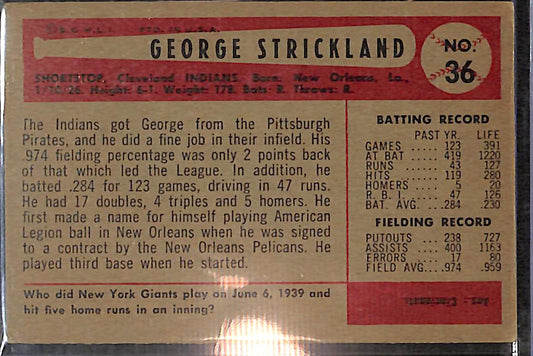 GEORGE STRICKLAND
NO. 36
SHORTSTOP, Cleveland INDIANS. Born: New Orleans, La.,
1/10/26. Height: 6-1. Weight: 178. Bats: R. Throws: R.
The Indians got George from the Pittsburgh
Pirates, and he did a fine job in their infield. His
.974 fielding percentage was only 2 points back
of that which led the League. In addition, he
batted .284 for 123 games, driving in 47 runs.
He had 17 doubles, 4 triples and 5 homers. He
first made a name for himself playing American
Legion ball in New Orleans when he was signed
to a contract by the New Orleans Pelicans. He
played third base when he started.
Who did New York Giants play on June 6, 1939 and
hit five home runs in an inning?
BATTING RECORD
PAST YR. LIFE
GAMES .... 123 391
AT BAT .... 419 1220
RUNS ..... 43 127
HITS ..... 119 280
HOMERS ... 5 20
R. B. I. .... 47 126
BAT. AVG. ... .284 .230
FIELDING RECORD
PUTOUTS .... 238 727
ASSISTS .... 400 1163
ERRORS .... 17 80
FIELD AVG. ... .974 .959
Ans: Cincinnati.